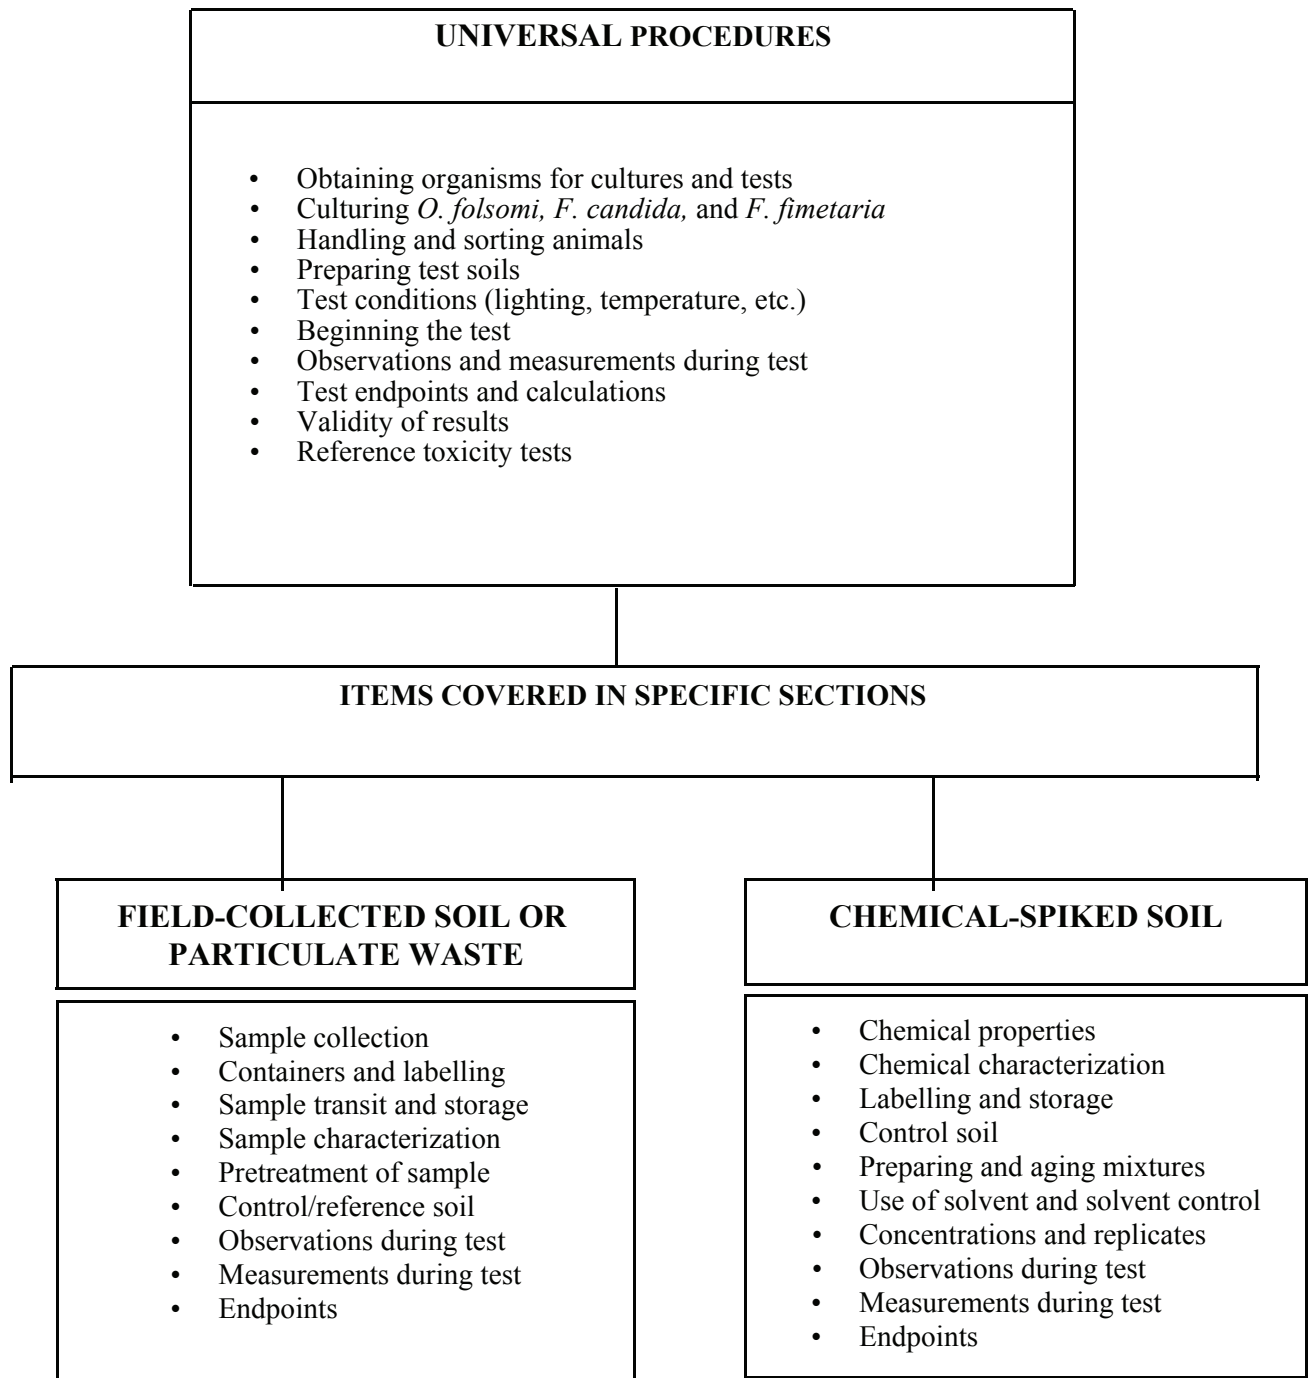 UNIVERSAL PROCEDURES
• Obtaining organisms for cultures and tests
• Culturing O. folsomi, F. candida, and F. fimetaria
• Handling and sorting animals
• Preparing test soils
• Test conditions (lighting, temperature, etc.)
• Beginning the test
• Observations and measurements during test
• Test endpoints and calculations
• Validity of results
• Reference toxicity tests
ITEMS COVERED IN SPECIFIC SECTIONS
FIELD-COLLECTED SOIL OR
PARTICULATE WASTE
• Sample collection
• Containers and labelling
• Sample transit and storage
• Sample characterization
• Pretreatment of sample
• Control/reference soil
• Observations during test
• Measurements during test
• Endpoints
CHEMICAL-SPIKED SOIL
• Chemical properties
• Chemical characterization
• Labelling and storage
• Control soil
• Preparing and aging mixtures
• Use of solvent and solvent control
• Concentrations and replicates
• Observations during test
• Measurements during test
• Endpoints